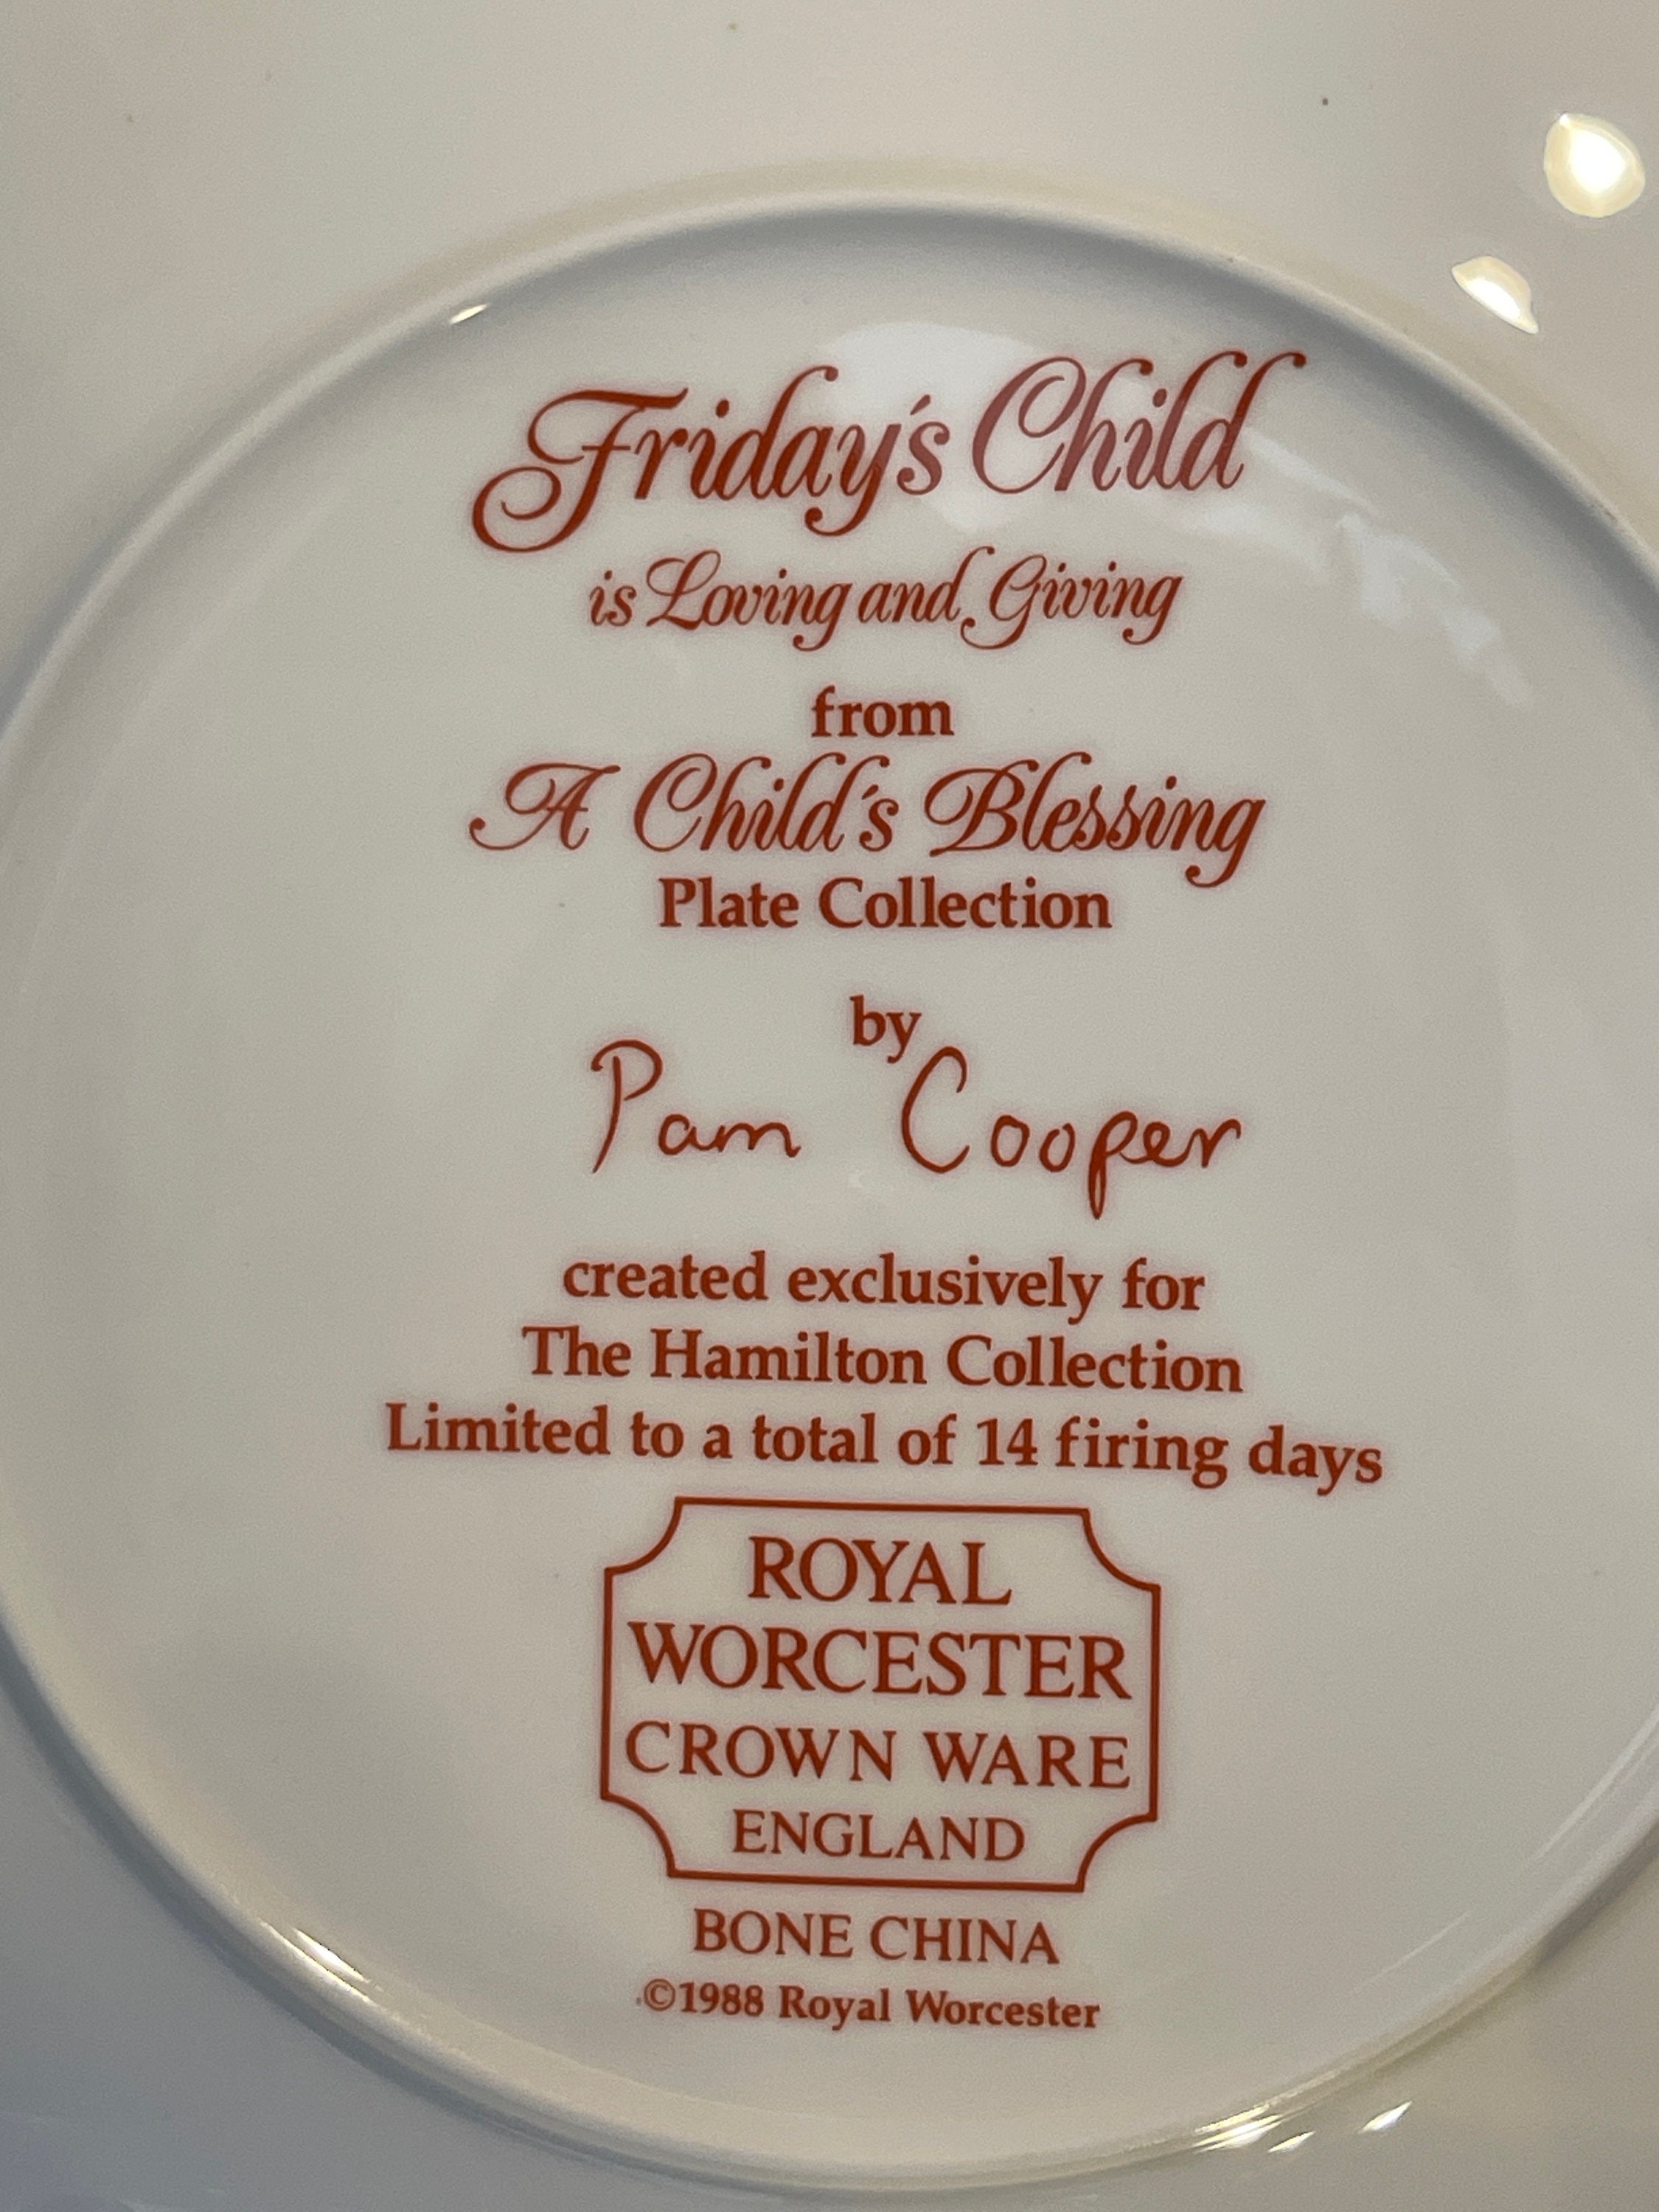 Friday's Child
is Loving and Giving
from
A Child's Blessing
Plate Collection
by
Pam Cooper
created exclusively for
The Hamilton Collection
Limited to a total of 14 firing days
ROYAL
WORCESTER
CROWN WARE
ENGLAND
BONE CHINA
©1988 Royal Worcester